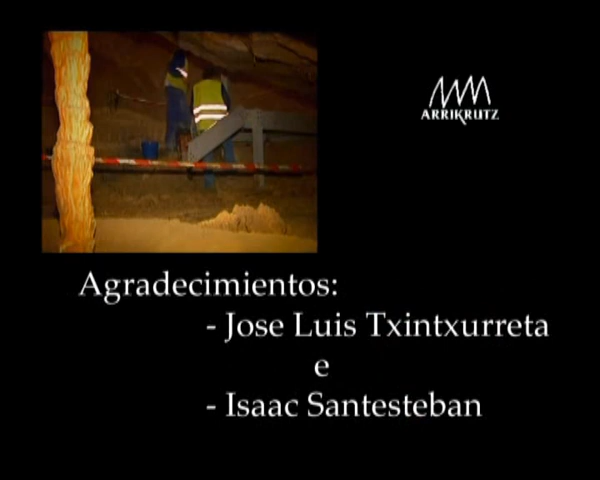 ARRIKRUTZ
Agradecimientos:
- Jose Luis Txintxurreta
e
- Isaac Santesteban